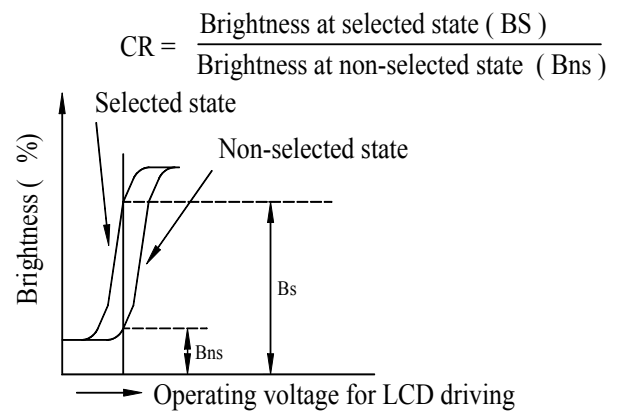 CR = Brightness at selected state ( BS )
Brightness at non-selected state ( Bns )
Selected state
Non-selected state
Brightness( %)
Bs
Bns
Operating voltage for LCD driving